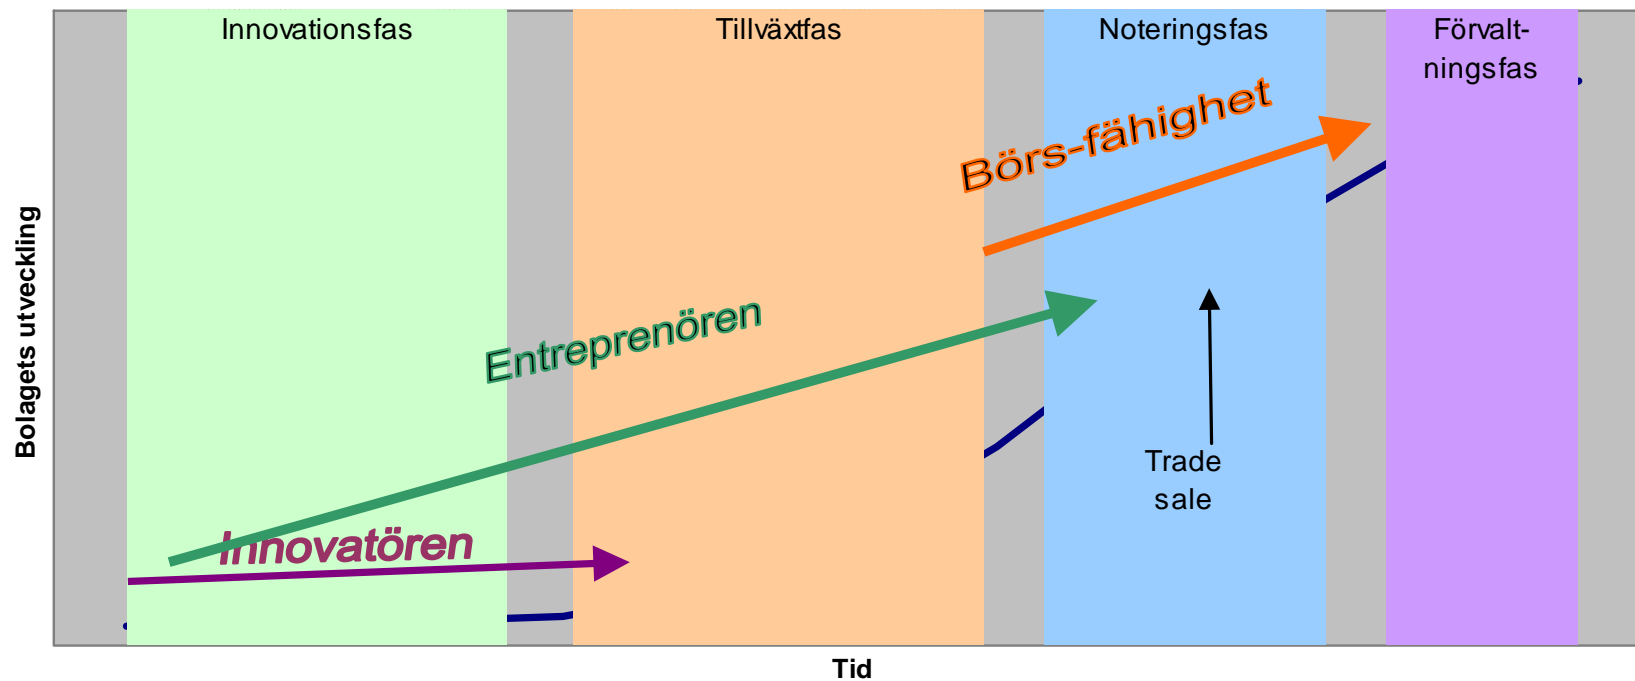 Innovationsfas
Tillväxtfas
Noteringsfas
Förvalt-
ningsfas
Börs-fähighet
Entreprenören
Innovatören
Trade
sale
Bolagets utveckling
Tid